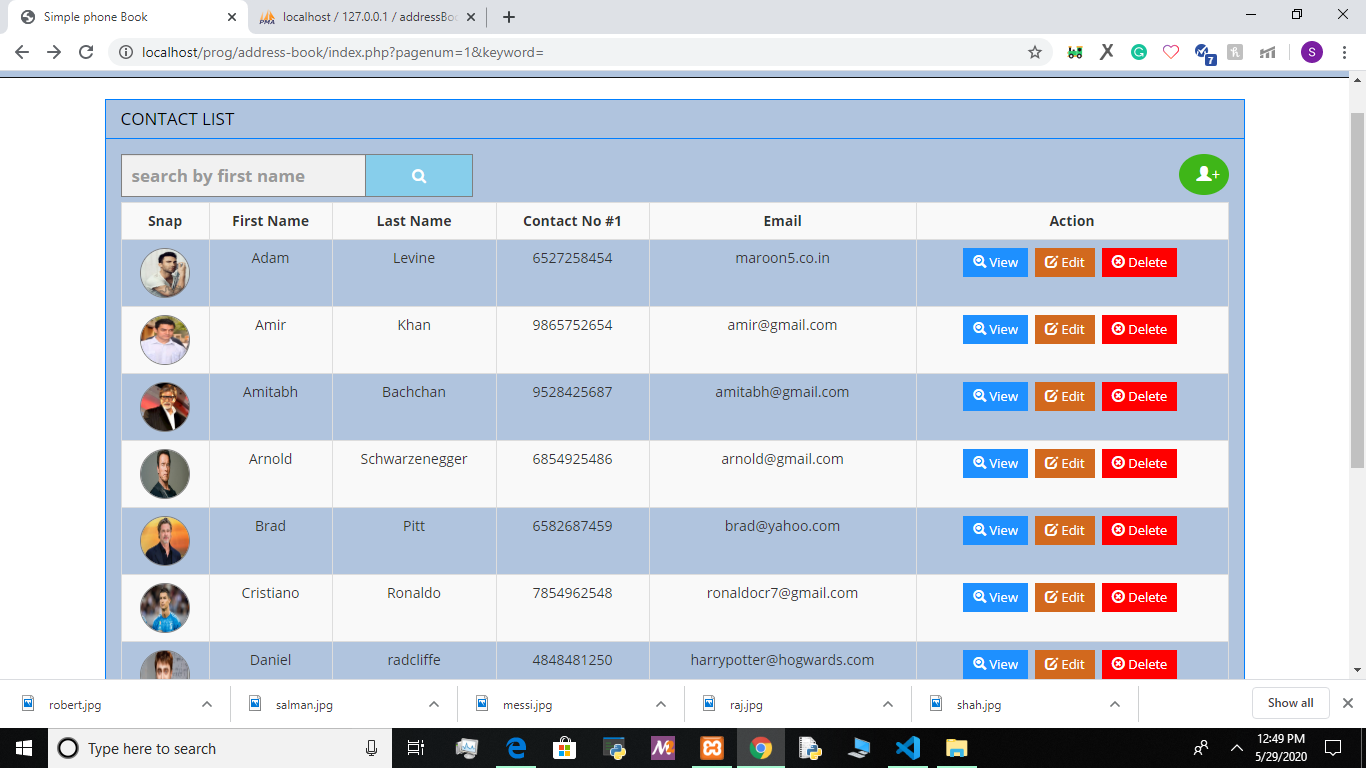 Simple phone Book
localhost / 127.0.0.1 / addressBoo
localhost/prog/address-book/index.php?pagenum=1&keyword=
7
S
CONTACT LIST
search by first name
Snap First Name Last Name Contact No #1 Email Action
Adam Levine 6527258454 maroon5.co.in View Edit Delete
Amir Khan 9865752654 amir@gmail.com View Edit Delete
Amitabh Bachchan 9528425687 amitabh@gmail.com View Edit Delete
Arnold Schwarzenegger 6854925486 arnold@gmail.com View Edit Delete
Brad Pitt 6582687459 brad@yahoo.com View Edit Delete
Cristiano Ronaldo 7854962548 ronaldocr7@gmail.com View Edit Delete
Daniel radcliffe 4848481250 harrypotter@hogwards.com View Edit Delete
robert.jpg salman.jpg messi.jpg raj.jpg shah.jpg Show all
Type here to search
12:49 PM
5/29/2020